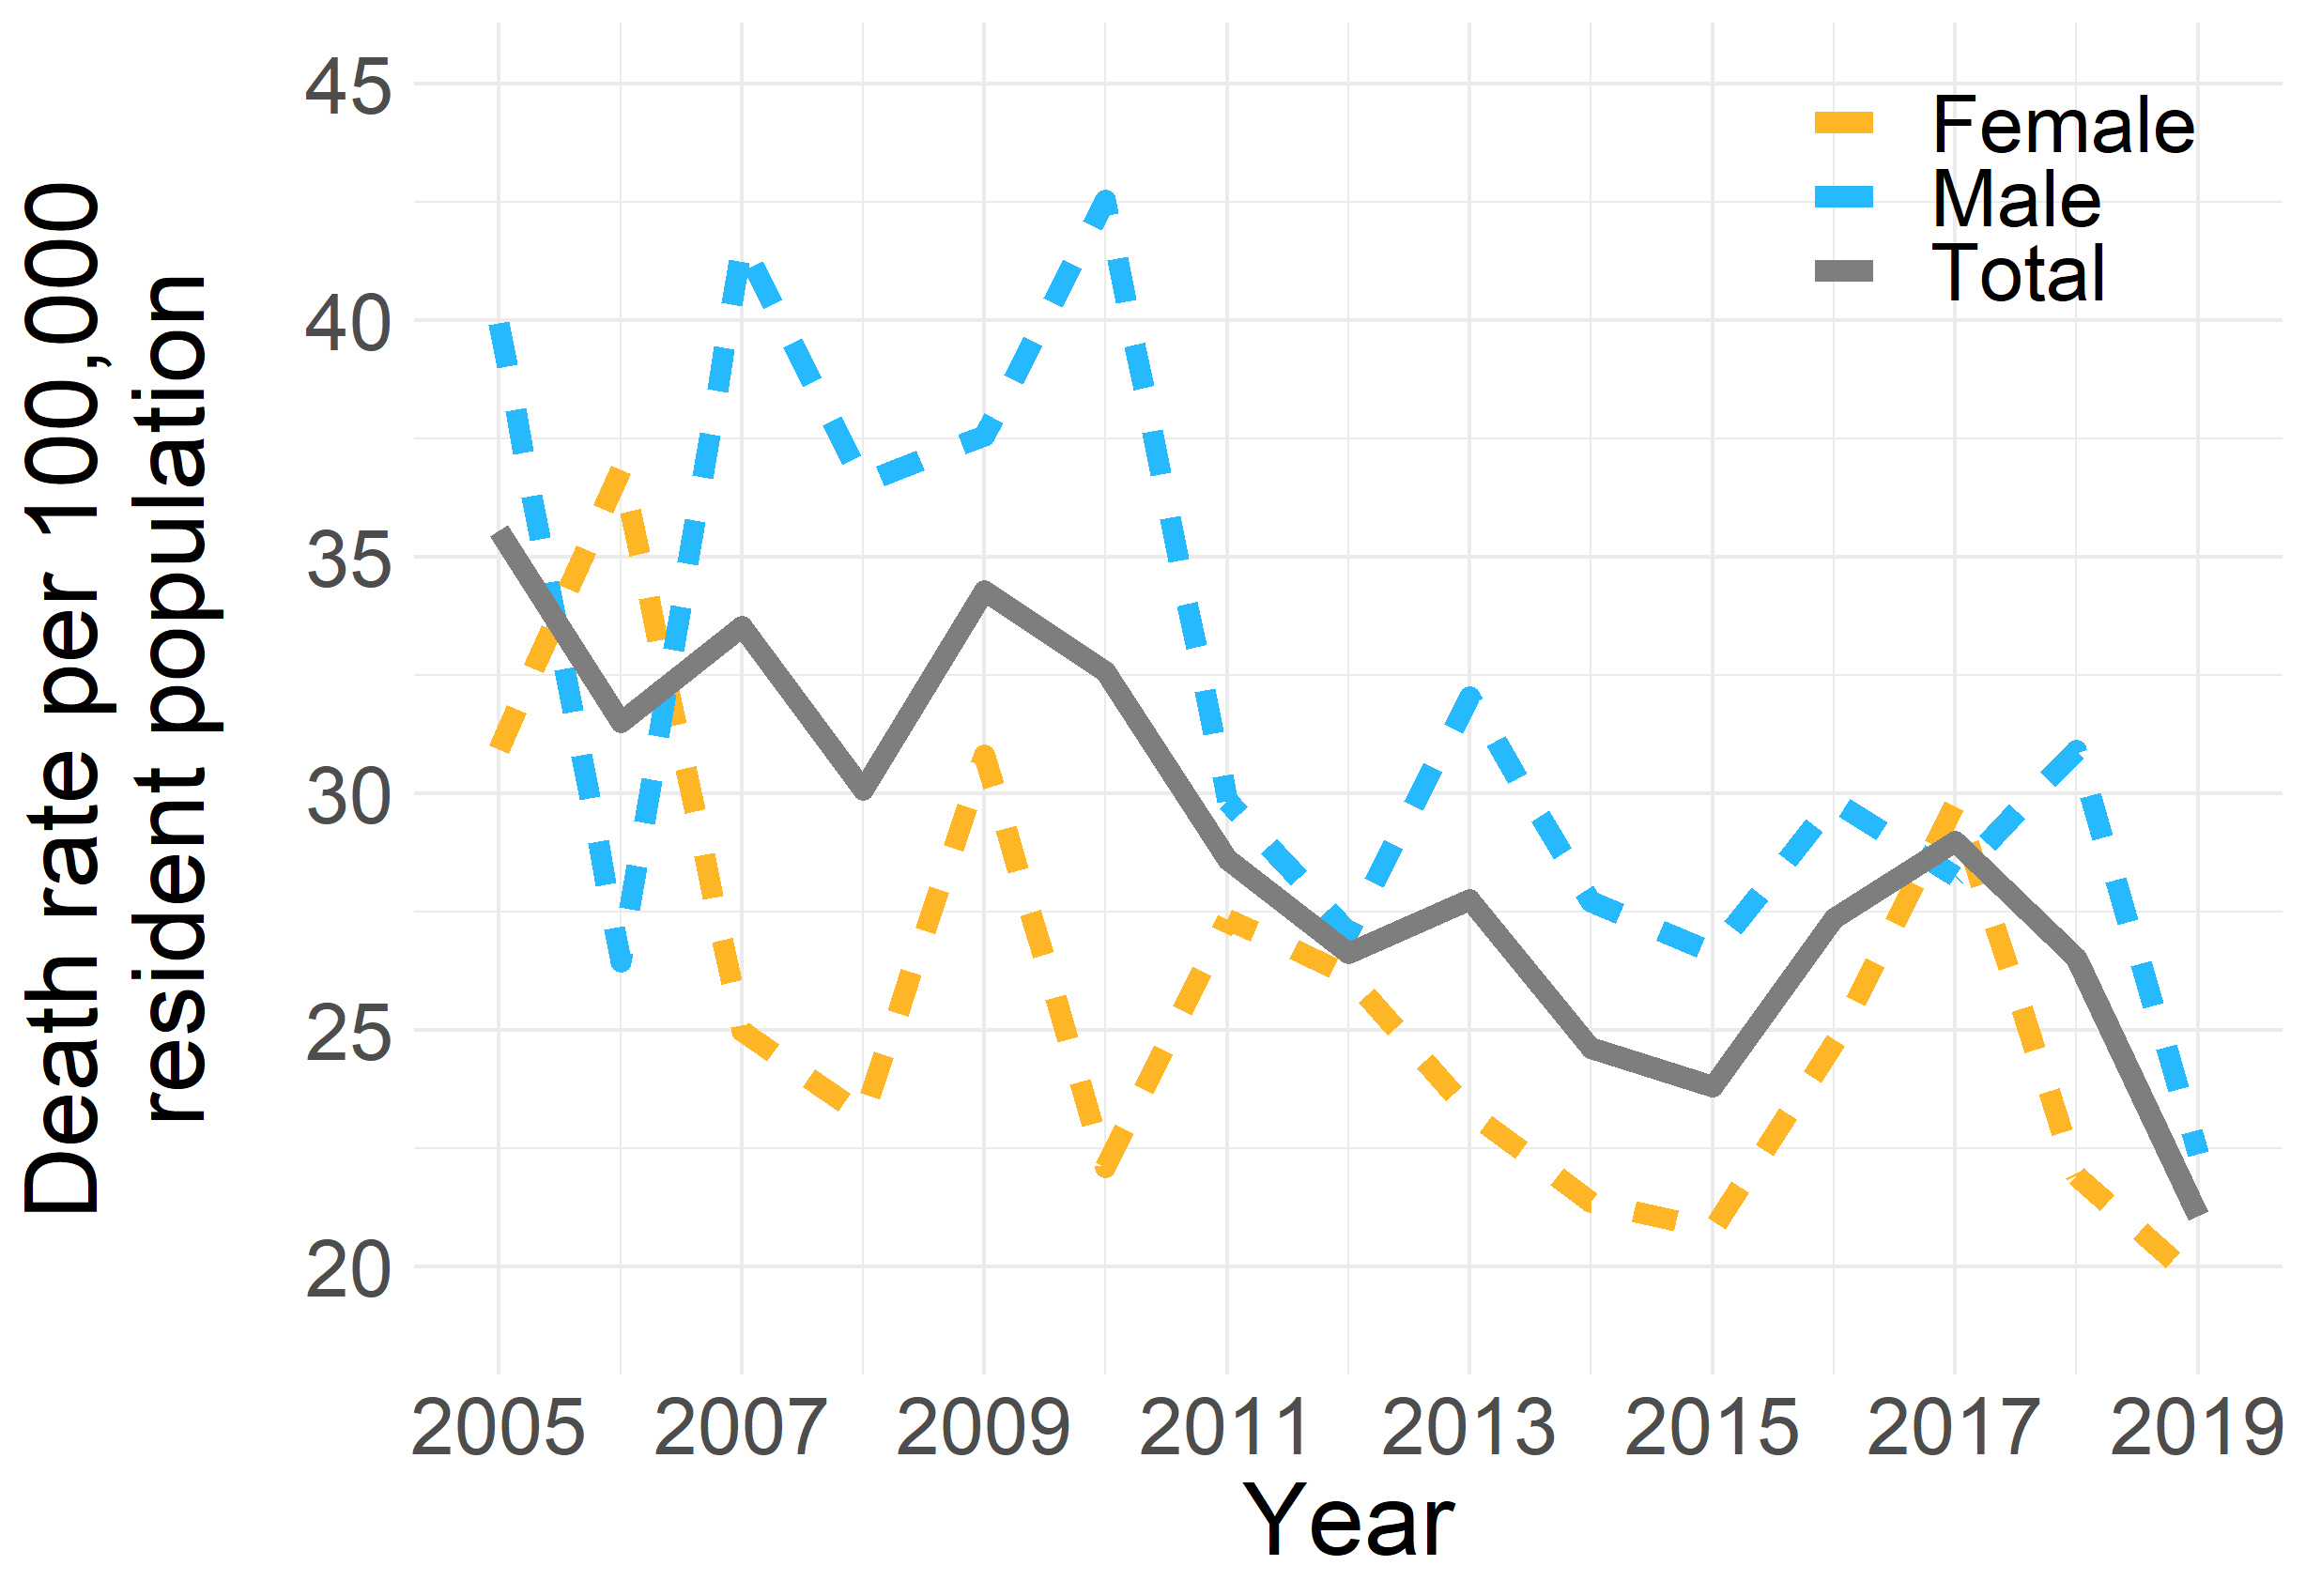 Death rate per 100,000
resident population
45
40
35
30
25
20
Female
Male
Total
2005 2007 2009 2011 2013 2015 2017 2019
Year